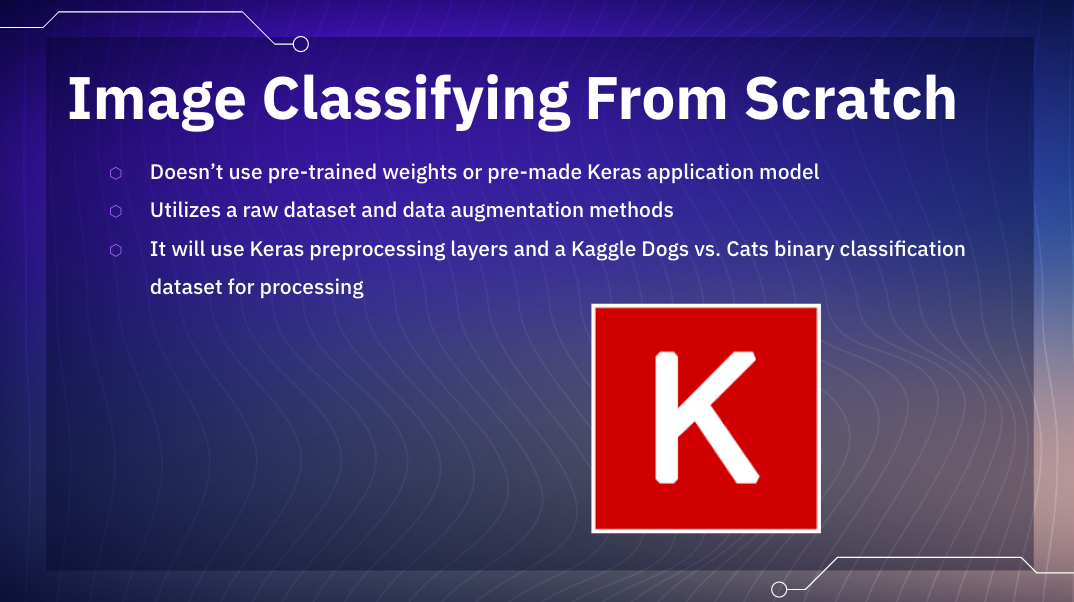 Image Classifying From Scratch
Doesn’t use pre-trained weights or pre-made Keras application model
Utilizes a raw dataset and data augmentation methods
It will use Keras preprocessing layers and a Kaggle Dogs vs. Cats binary classification
dataset for processing
K